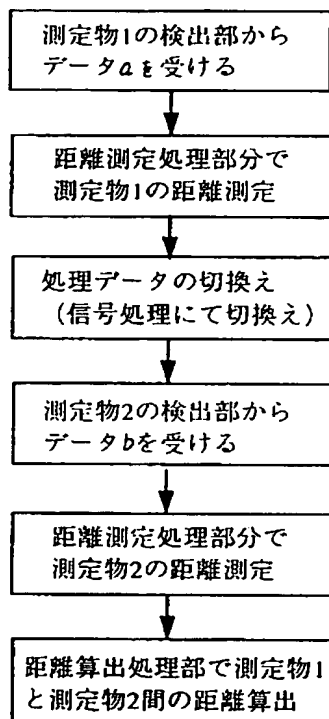 測定物1の検出部から
データaを受ける
距離測定処理部分で
測定物1の距離測定
処理データの切換え
（信号処理にて切換え）
測定物2の検出部から
データbを受ける
距離測定処理部分で
測定物2の距離測定
距離算出処理部で測定物1
と測定物2間の距離算出